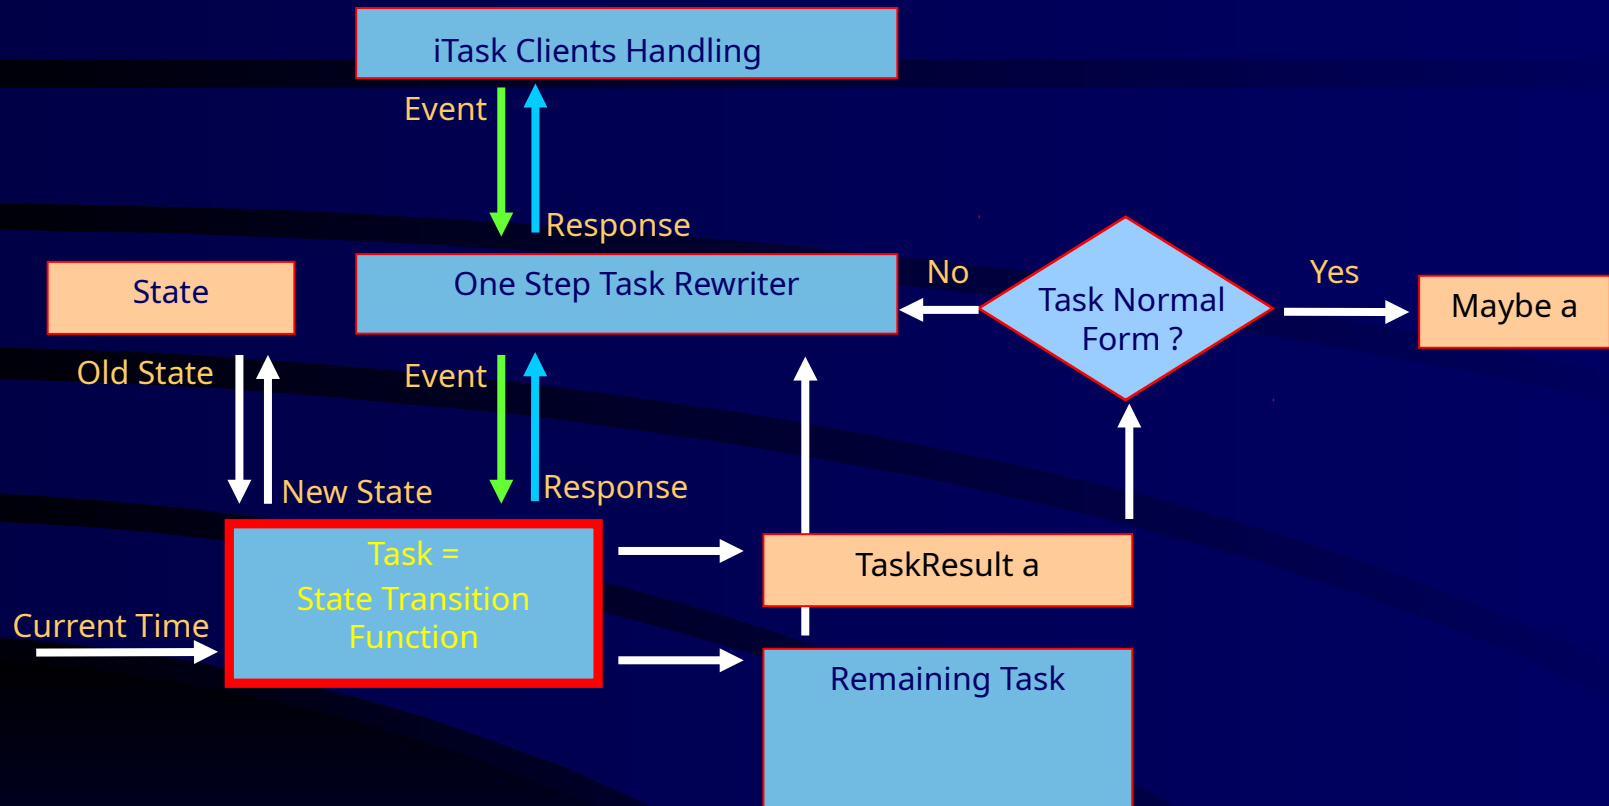 iTask Clients Handling
Event
Response
State
One Step Task Rewriter
No
Task Normal
Form ?
Yes
Maybe a
Old State
Event
New State
Response
Task =
State Transition
Function
TaskResult a
Current Time
Remaining Task